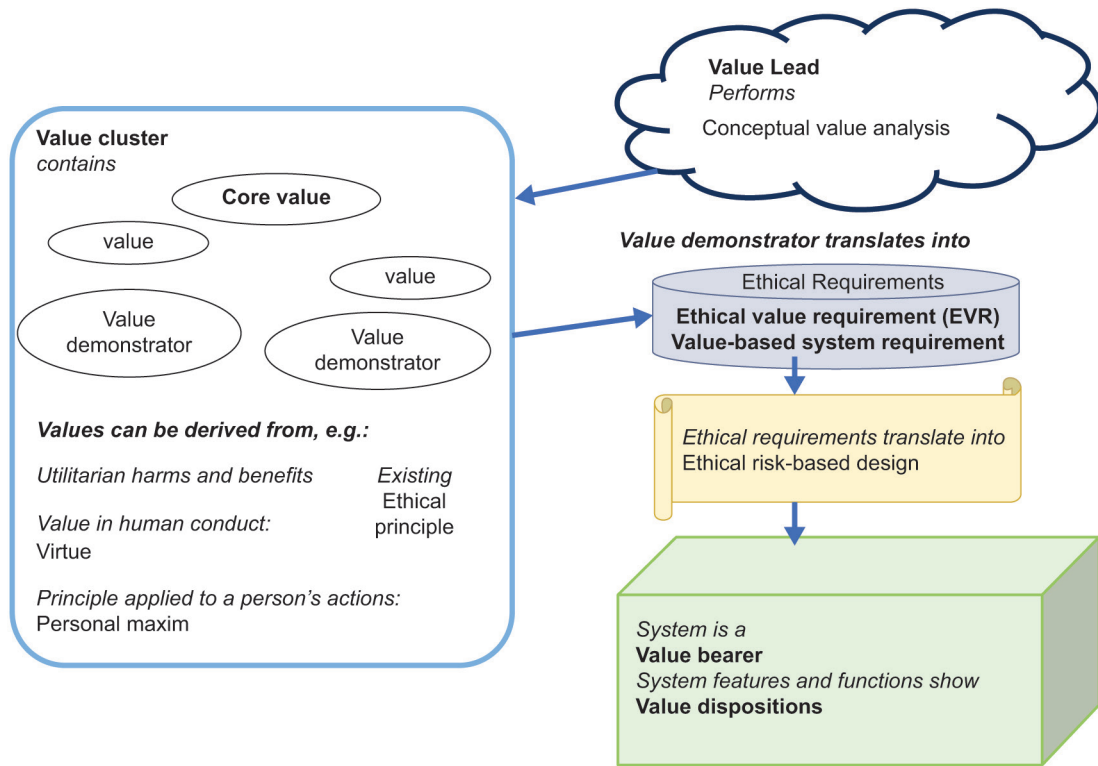 Value Lead
Performs
Conceptual value analysis
Value cluster
contains
Core value
value
value
Value
demonstrator
Value
demonstrator
Values can be derived from, e.g.:
Utilitarian harms and benefits
Existing
Ethical
principle
Value in human conduct:
Virtue
Principle applied to a person’s actions:
Personal maxim
Value demonstrator translates into
Ethical Requirements
Ethical value requirement (EVR)
Value-based system requirement
Ethical requirements translate into
Ethical risk-based design
System is a
Value bearer
System features and functions show
Value dispositions